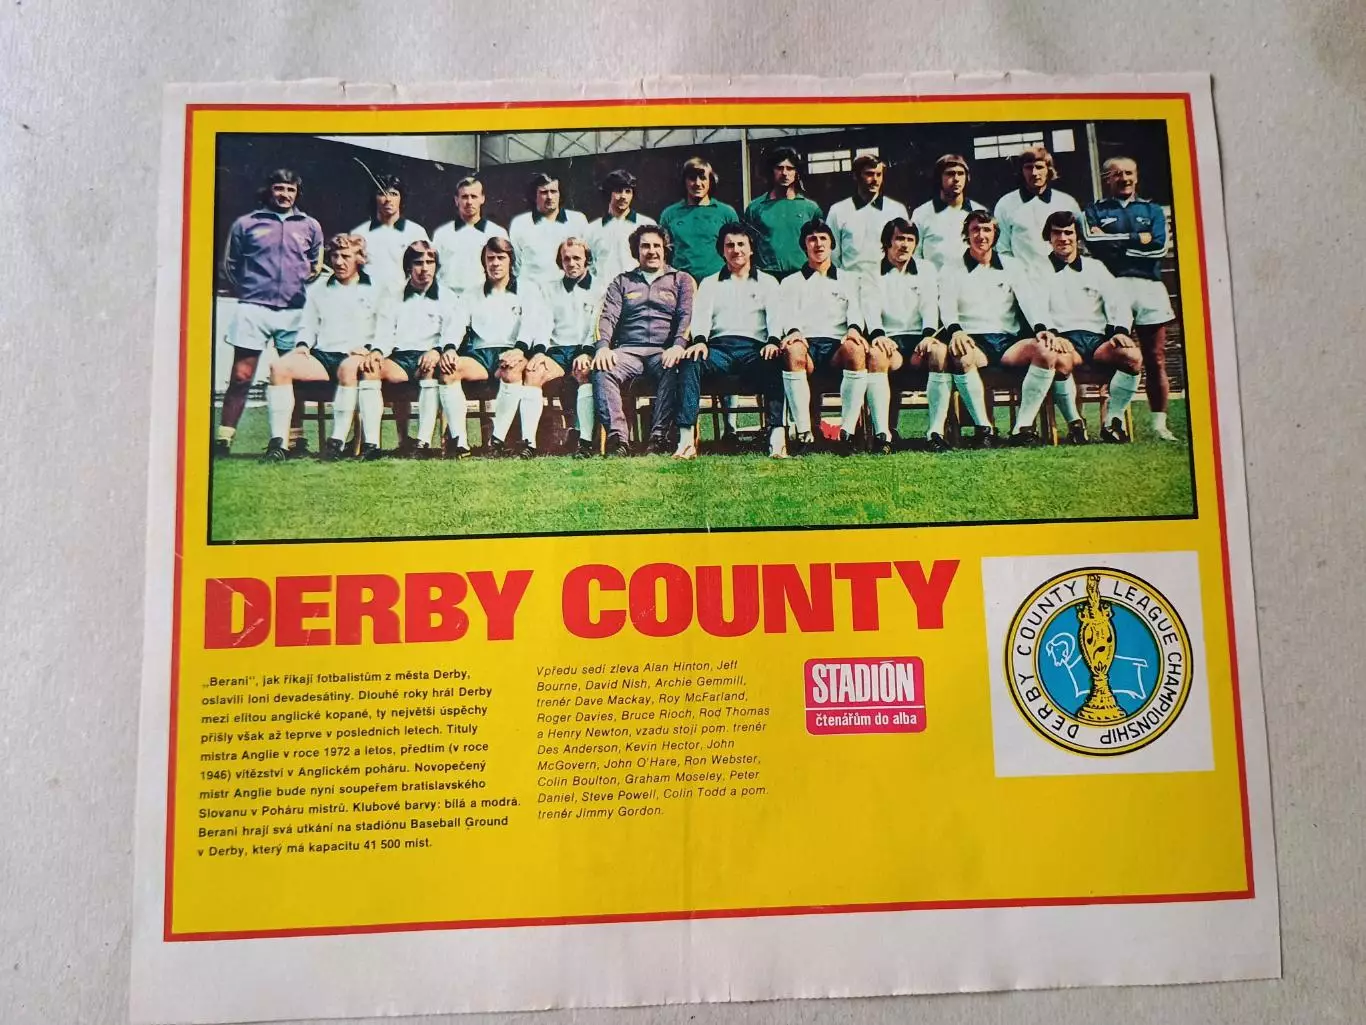 DERBY COUNTY
„Berani", jak říkají fotbalistům z města Derby,
oslavili loni devadesátiny. Dlouhé roky hrál Derby
mezi elitou anglické kopané, ty největší úspěchy
přišly však až teprve v posledních letech. Tituly
mistra Anglie v roce 1972 a letos, předtím (v roce
1946) vítězství v Anglickém poháru. Novopečený
mistr Anglie bude nyní soupeřem bratislavského
Slovanu v Poháru mistrů. Klubové barvy: bílá a modrá.
Berani hrají svá utkání na stadiónu Baseball Ground
v Derby, který má kapacitu 41 500 míst.
Vpředu sedí zleva Alan Hinton, Jeff
Bourne, David Nish, Archie Gemmill,
trenér Dave Mackay, Roy McFarland,
Roger Davies, Bruce Rioch, Rod Thomas
a Henry Newton, vzadu stojí pom. trenér
Des Anderson, Kevin Hector, John
McGovern, John O'Hare, Ron Webster,
Colin Boulton, Graham Moseley, Peter
Daniel, Steve Powell, Colin Todd a pom.
trenér Jimmy Gordon.
STADIÓN
čtenářům do alba
DERBY COUNTY LEAGUE CHAMPIONSHIP